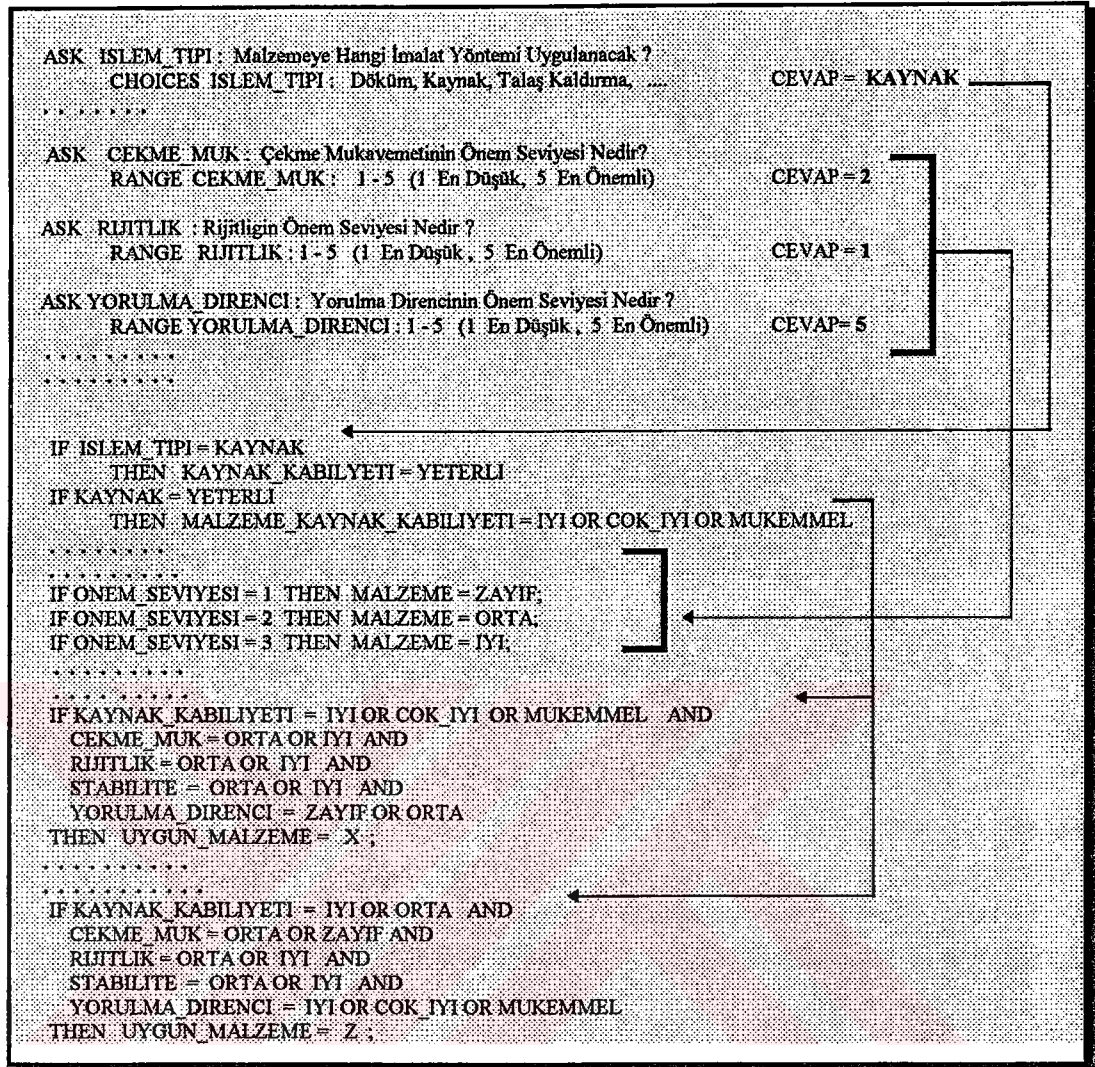 ASK ISLEM_TIPI : Malzemeye Hangi İmalat Yöntemi Uygulanacak ?
CHOICES ISLEM_TIPI : Döküm, Kaynak, Talaş Kaldırma, .... CEVAP = KAYNAK
. . . . . . .
ASK CEKME_MUK : Çekme Mukavemetinin Önem Seviyesi Nedir?
RANGE CEKME_MUK : 1 - 5 (1 En Düşük, 5 En Önemli) CEVAP = 2
ASK RIJITLIK : Rijitligin Önem Seviyesi Nedir ?
RANGE RIJITLIK : 1 - 5 (1 En Düşük , 5 En Önemli) CEVAP = 1
ASK YORULMA_DIRENCI : Yorulma Direncinin Önem Seviyesi Nedir ?
RANGE YORULMA_DIRENCI : 1 - 5 (1 En Düşük , 5 En Önemli) CEVAP= 5
. . . . . . . . .
. . . . . . . . .
IF ISLEM_TIPI = KAYNAK
THEN KAYNAK_KABILYETI = YETERLI
IF KAYNAK = YETERLI
THEN MALZEME_KAYNAK_KABILIYETI = IYI OR COK_IYI OR MUKEMMEL
. . . . . . . .
. . . . . . . . .
IF ONEM_SEVIYESI = 1 THEN MALZEME = ZAYIF;
IF ONEM_SEVIYESI = 2 THEN MALZEME = ORTA;
IF ONEM_SEVIYESI = 3 THEN MALZEME = IYI;
. . . . . . . . .
. . . . . . . . .
IF KAYNAK_KABILIYETI = IYI OR COK_IYI OR MUKEMMEL AND
CEKME_MUK = ORTA OR IYI AND
RIJITLIK = ORTA OR IYI AND
STABILITE = ORTA OR IYI AND
YORULMA_DIRENCI = ZAYIF OR ORTA
THEN UYGUN_MALZEME = X ;
. . . . . . . . . .
. . . . . . . . . . .
IF KAYNAK_KABILIYETI = IYI OR ORTA AND
CEKME_MUK = ORTA OR ZAYIF AND
RIJITLIK = ORTA OR IYI AND
STABILITE = ORTA OR IYI AND
YORULMA_DIRENCI = IYI OR COK_IYI OR MUKEMMEL
THEN UYGUN_MALZEME = Z ;